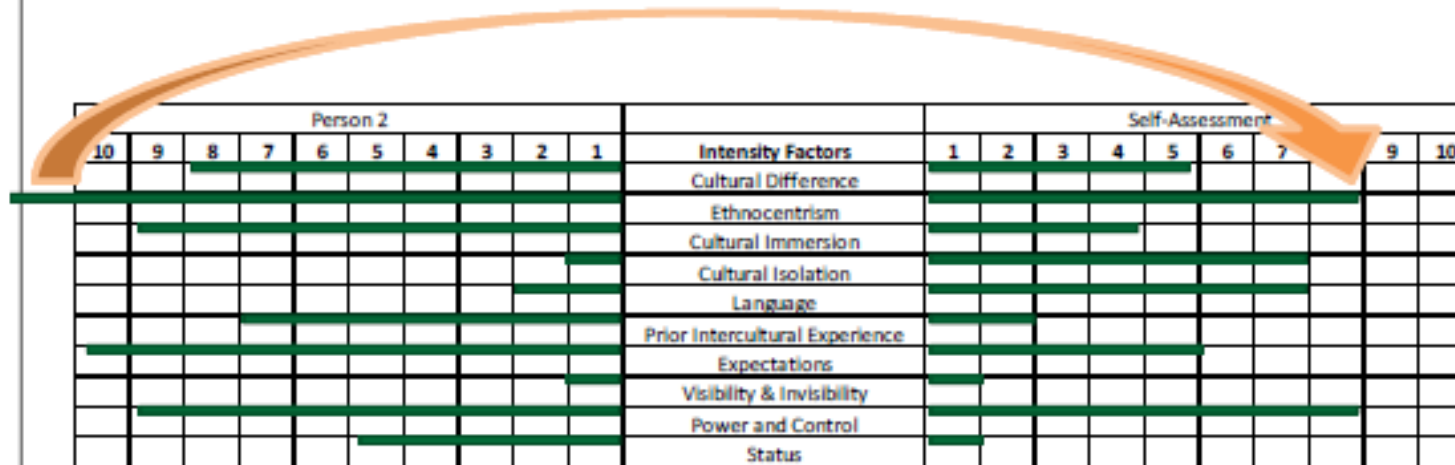 Person 2 Self-Assessment
10 9 8 7 6 5 4 3 2 1 Intensity Factors 1 2 3 4 5 6 7 9 10
Cultural Difference
Ethnocentrism
Cultural Immersion
Cultural Isolation
Language
Prior Intercultural Experience
Expectations
Visibility & Invisibility
Power and Control
Status